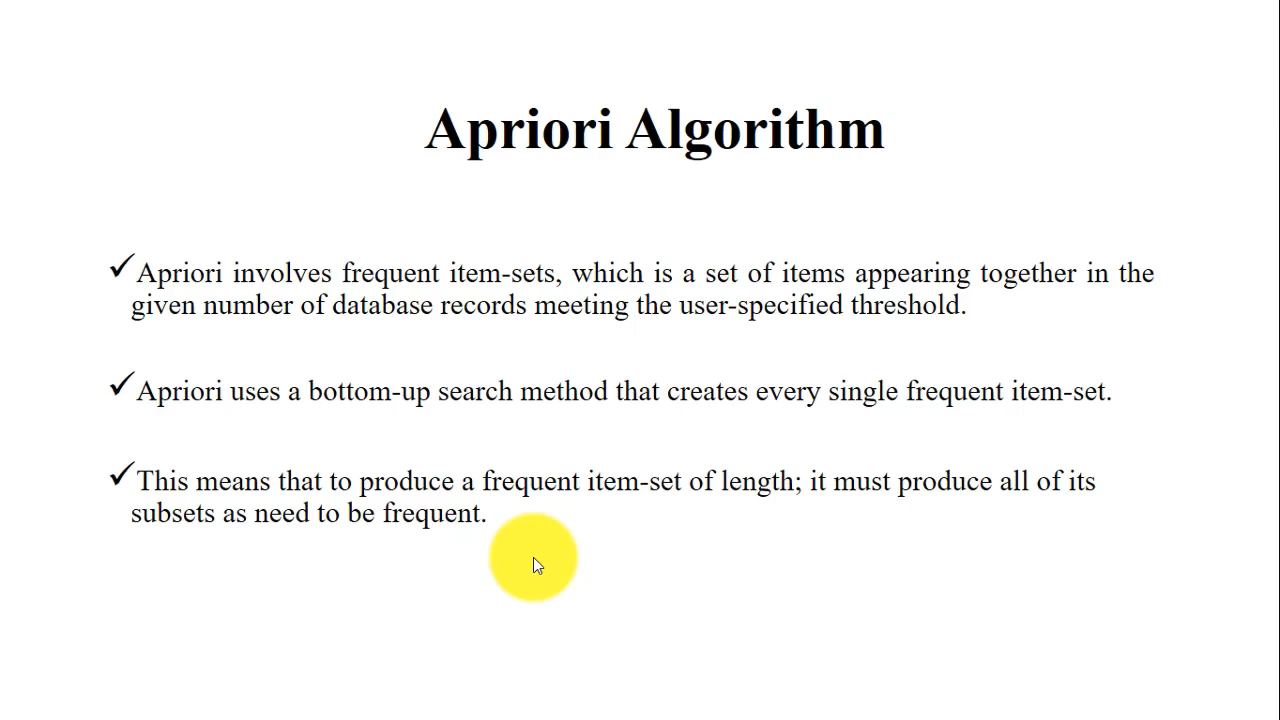 Apriori Algorithm
✓Apriori involves frequent item-sets, which is a set of items appearing together in the
given number of database records meeting the user-specified threshold.
✓Apriori uses a bottom-up search method that creates every single frequent item-set.
✓This means that to produce a frequent item-set of length; it must produce all of its
subsets as need to be frequent.